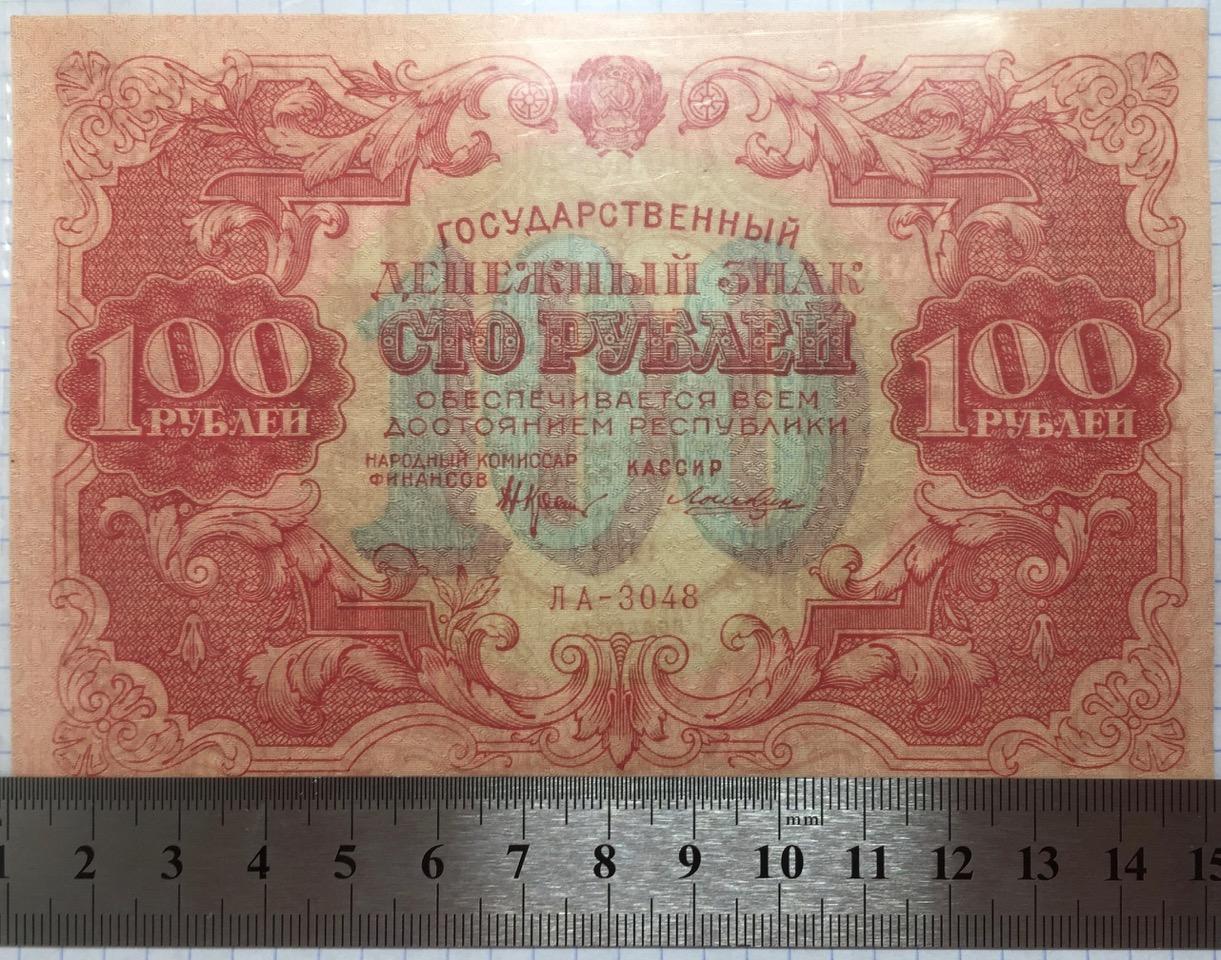 ГОСУДАРСТВЕННЫЙ
ДЕНЕЖНЫЙ ЗНАК
СТО РУБЛЕЙ
100
100 РУБЛЕЙ
100 РУБЛЕЙ
ОБЕСПЕЧИВАЕТСЯ ВСЕМ
ДОСТОЯНИЕМ РЕСПУБЛИКИ
НАРОДНЫЙ КОМИССАР
ФИНАНСОВ
КАССИР
ЛА-3048
mm
1 2 3 4 5 6 7 8 9 10 11 12 13 14 15